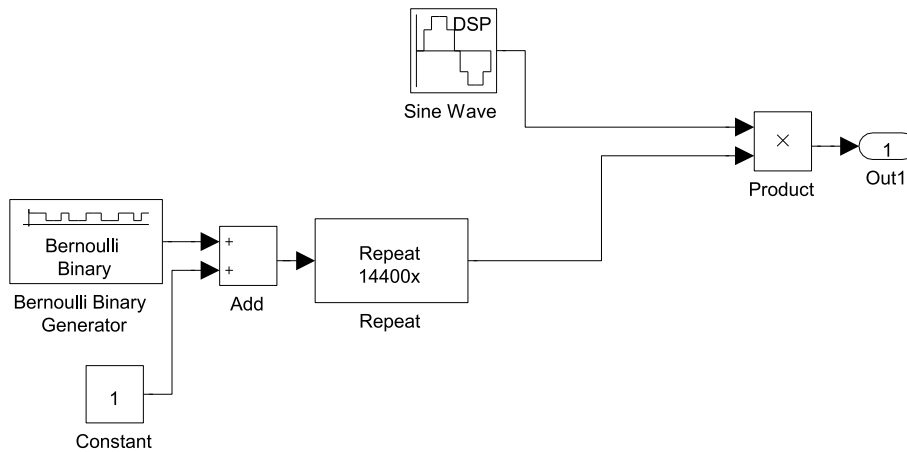 DSP
Sine Wave
×
Product
1
Out1
Bernoulli
Binary
Bernoulli Binary
Generator
+
+
Add
Repeat
14400x
Repeat
1
Constant